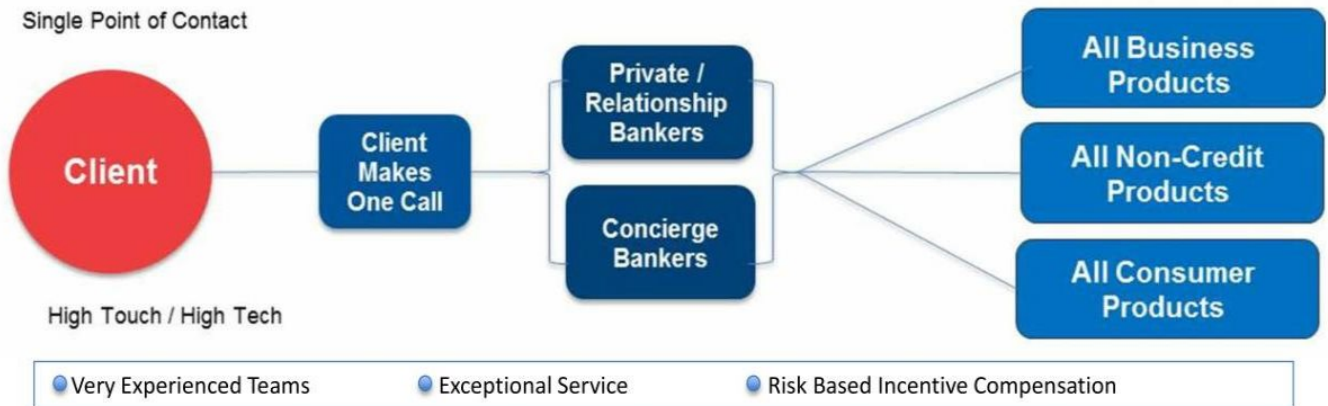 Single Point of Contact
Client
High Touch / High Tech
Client
Makes
One Call
Private /
Relationship
Bankers
Concierge
Bankers
All Business
Products
All Non-Credit
Products
All Consumer
Products
Very Experienced Teams
Exceptional Service
Risk Based Incentive Compensation